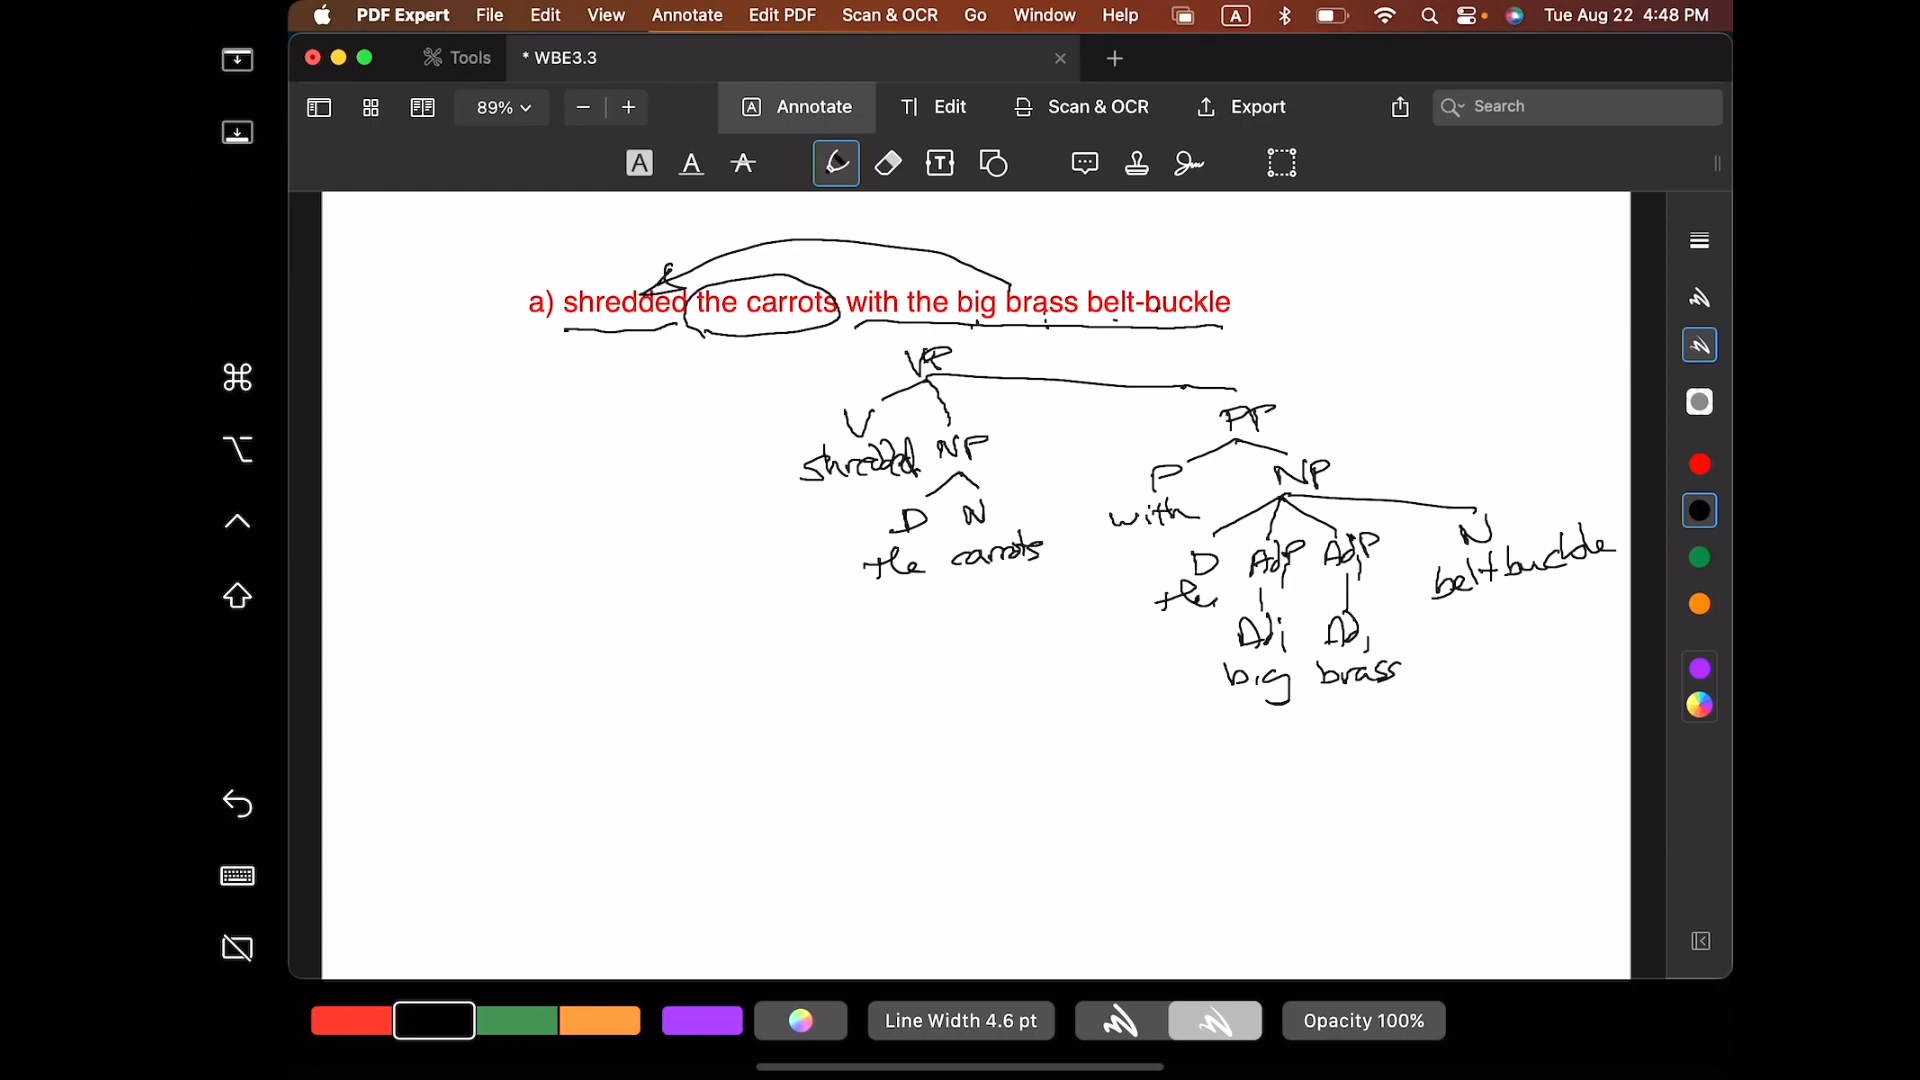 PDF Expert File Edit View Annotate Edit PDF Scan & OCR Go Window Help A Tue Aug 22 4:48 PM
Tools * WBE3.3
89% Annotate Edit Scan & OCR Export Search
a) shredded the carrots with the big brass belt-buckle
VP
V PP
shredded NP P NP
D N with N
the carrots D AdjP AdjP beltbuckle
the
Adj Adj
big brass
Line Width 4.6 pt Opacity 100%